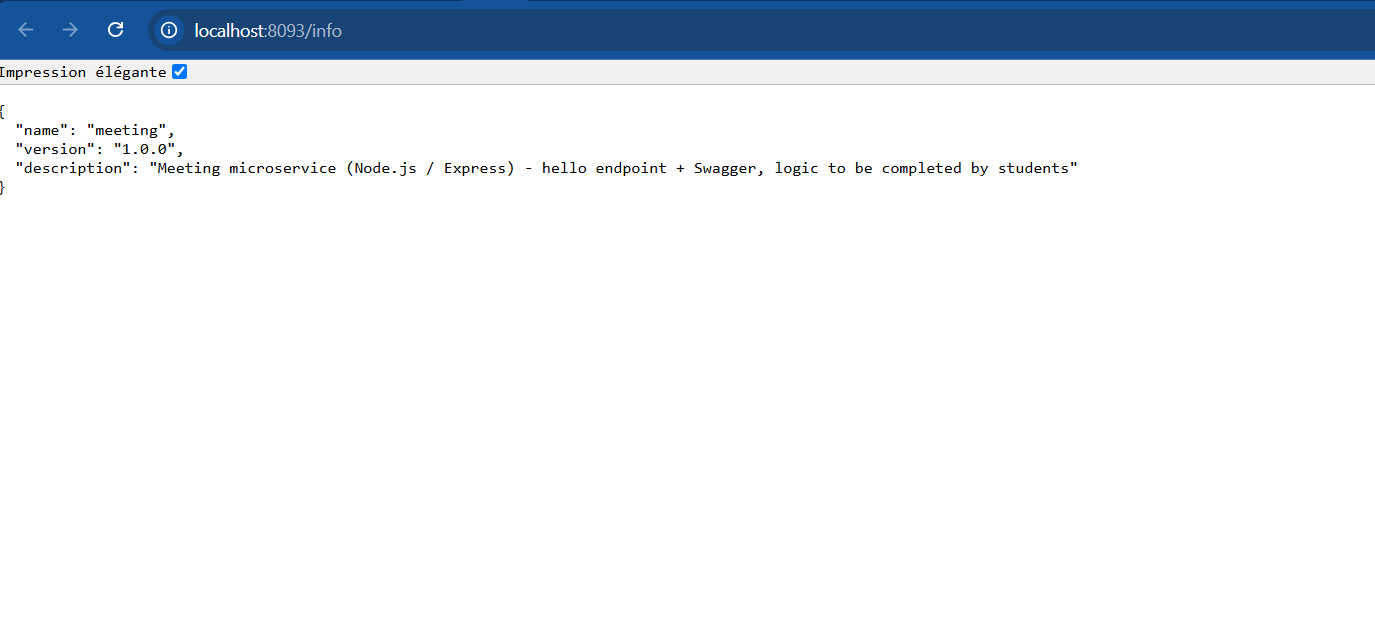 localhost:8093/info
Impression élégante
{
  "name": "meeting",
  "version": "1.0.0",
  "description": "Meeting microservice (Node.js / Express) - hello endpoint + Swagger, logic to be completed by students"
}